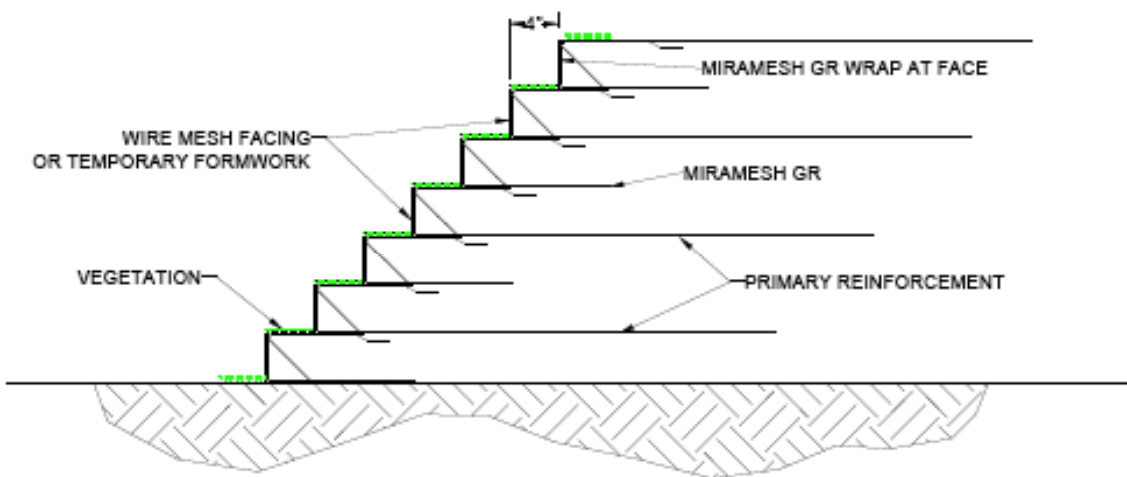 4"
MIRAMESH GR WRAP AT FACE
WIRE MESH FACING
OR TEMPORARY FORMWORK
MIRAMESH GR
VEGETATION
PRIMARY REINFORCEMENT